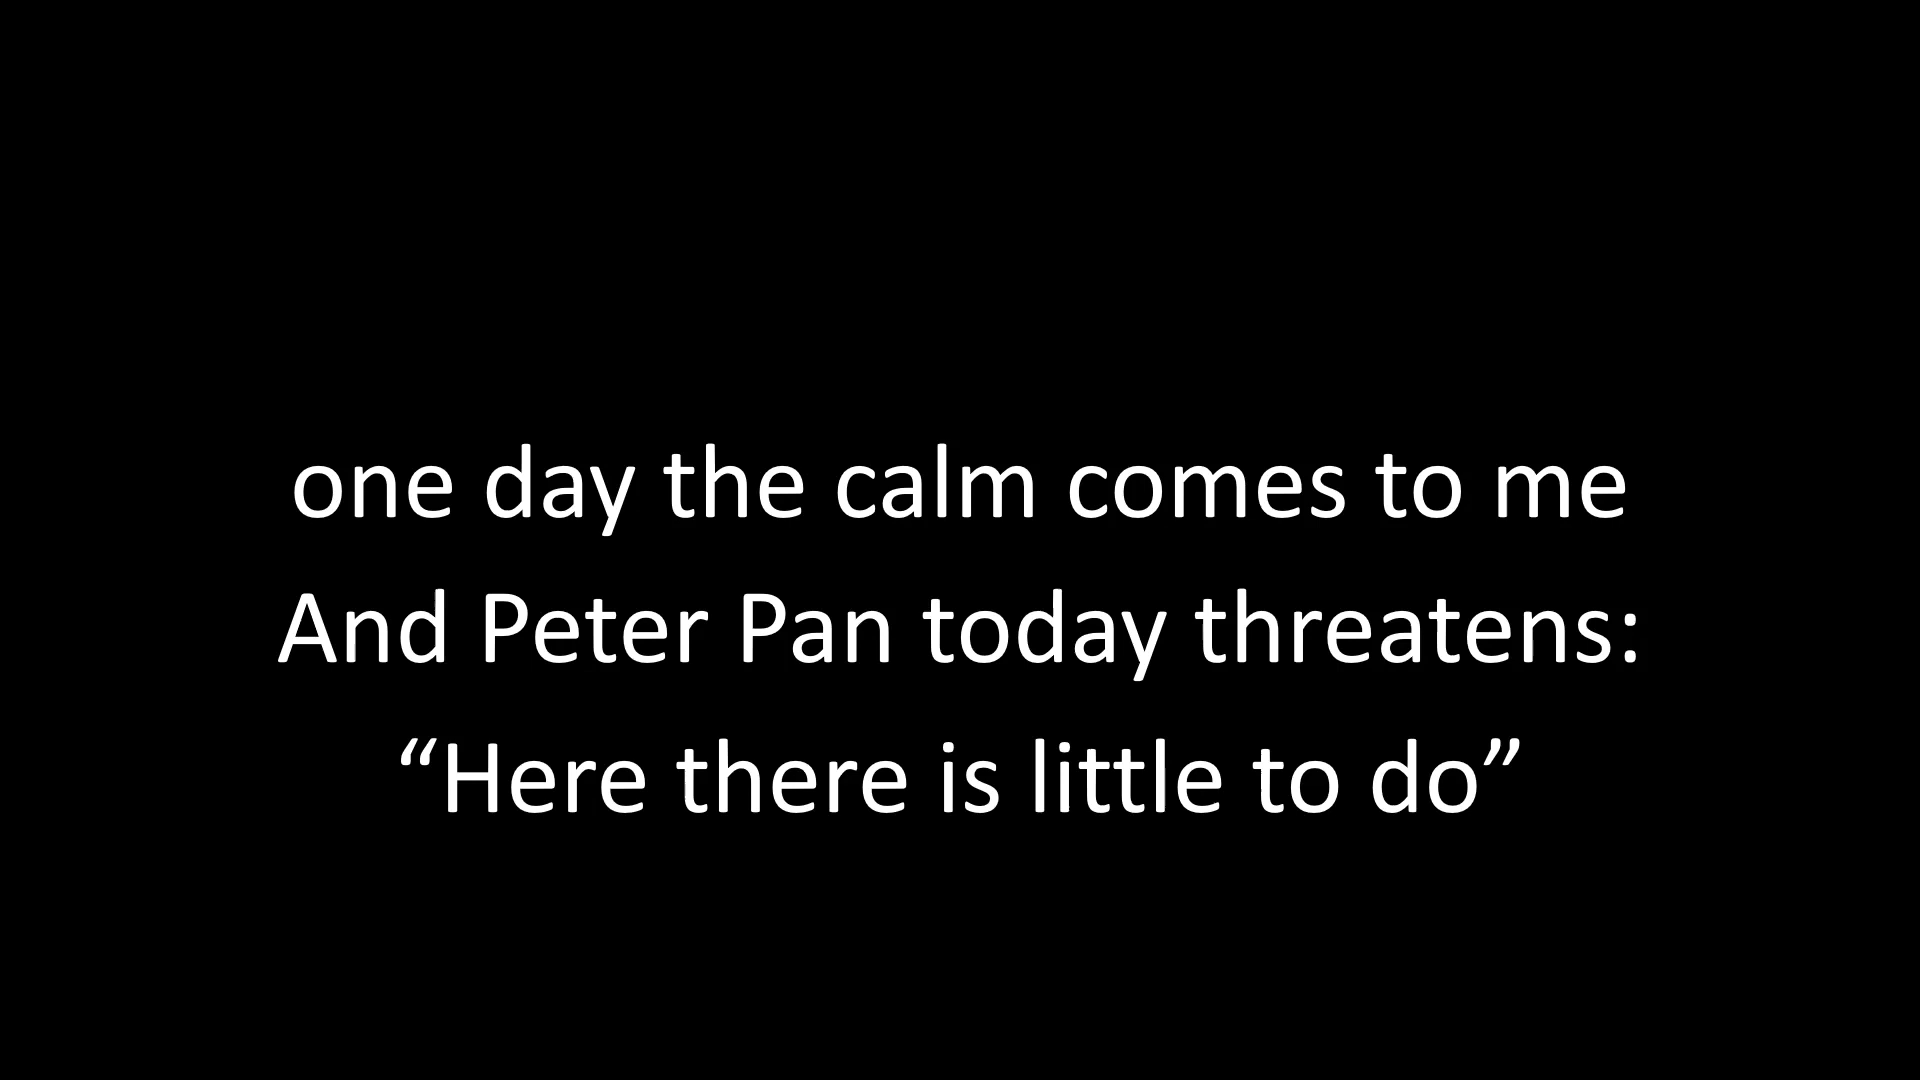 one day the calm comes to me
And Peter Pan today threatens:
“Here there is little to do”